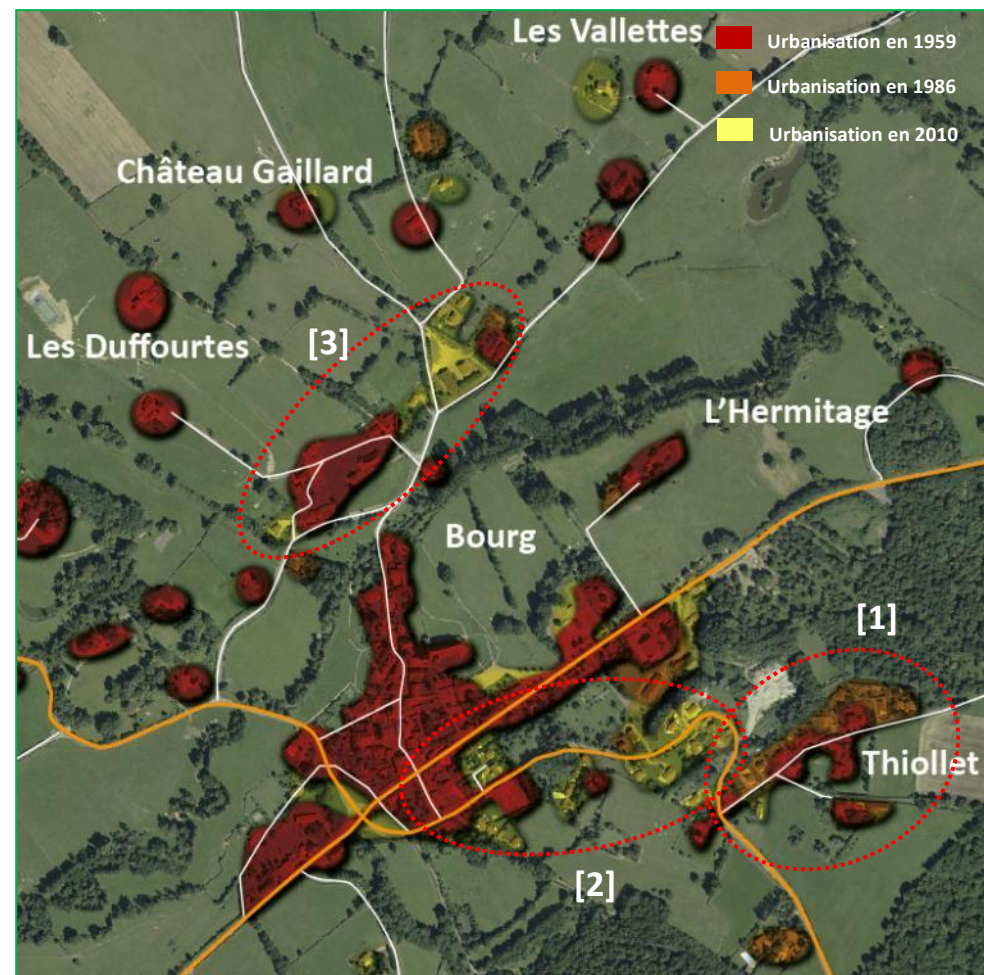 Les Vallettes
Urbanisation en 1959
Urbanisation en 1986
Urbanisation en 2010
Château Gaillard
[3]
Les Duffourtes
L'Hermitage
Bourg
[1]
Thiollet
[2]